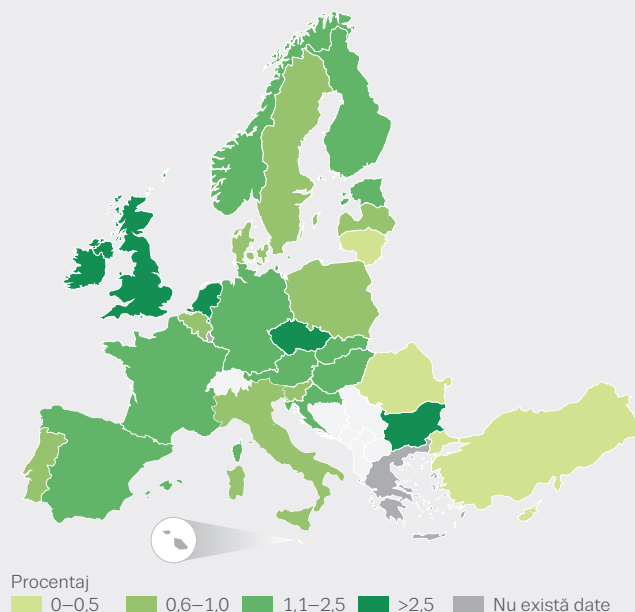 Procentaj
0–0,5 0,6–1,0 1,1–2,5 >2,5 Nu există date